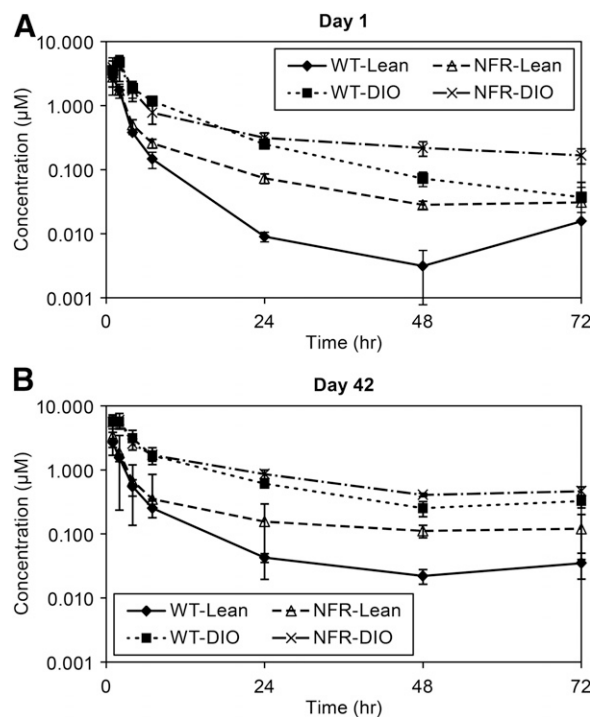 A
Day 1
Concentration (µM)
10.000
1.000
0.100
0.010
0.001
WT-Lean NFR-Lean
WT-DIO NFR-DIO
0 24 48 72
Time (hr)
B
Day 42
Concentration (µM)
10.000
1.000
0.100
0.010
0.001
WT-Lean NFR-Lean
WT-DIO NFR-DIO
0 24 48 72
Time (hr)